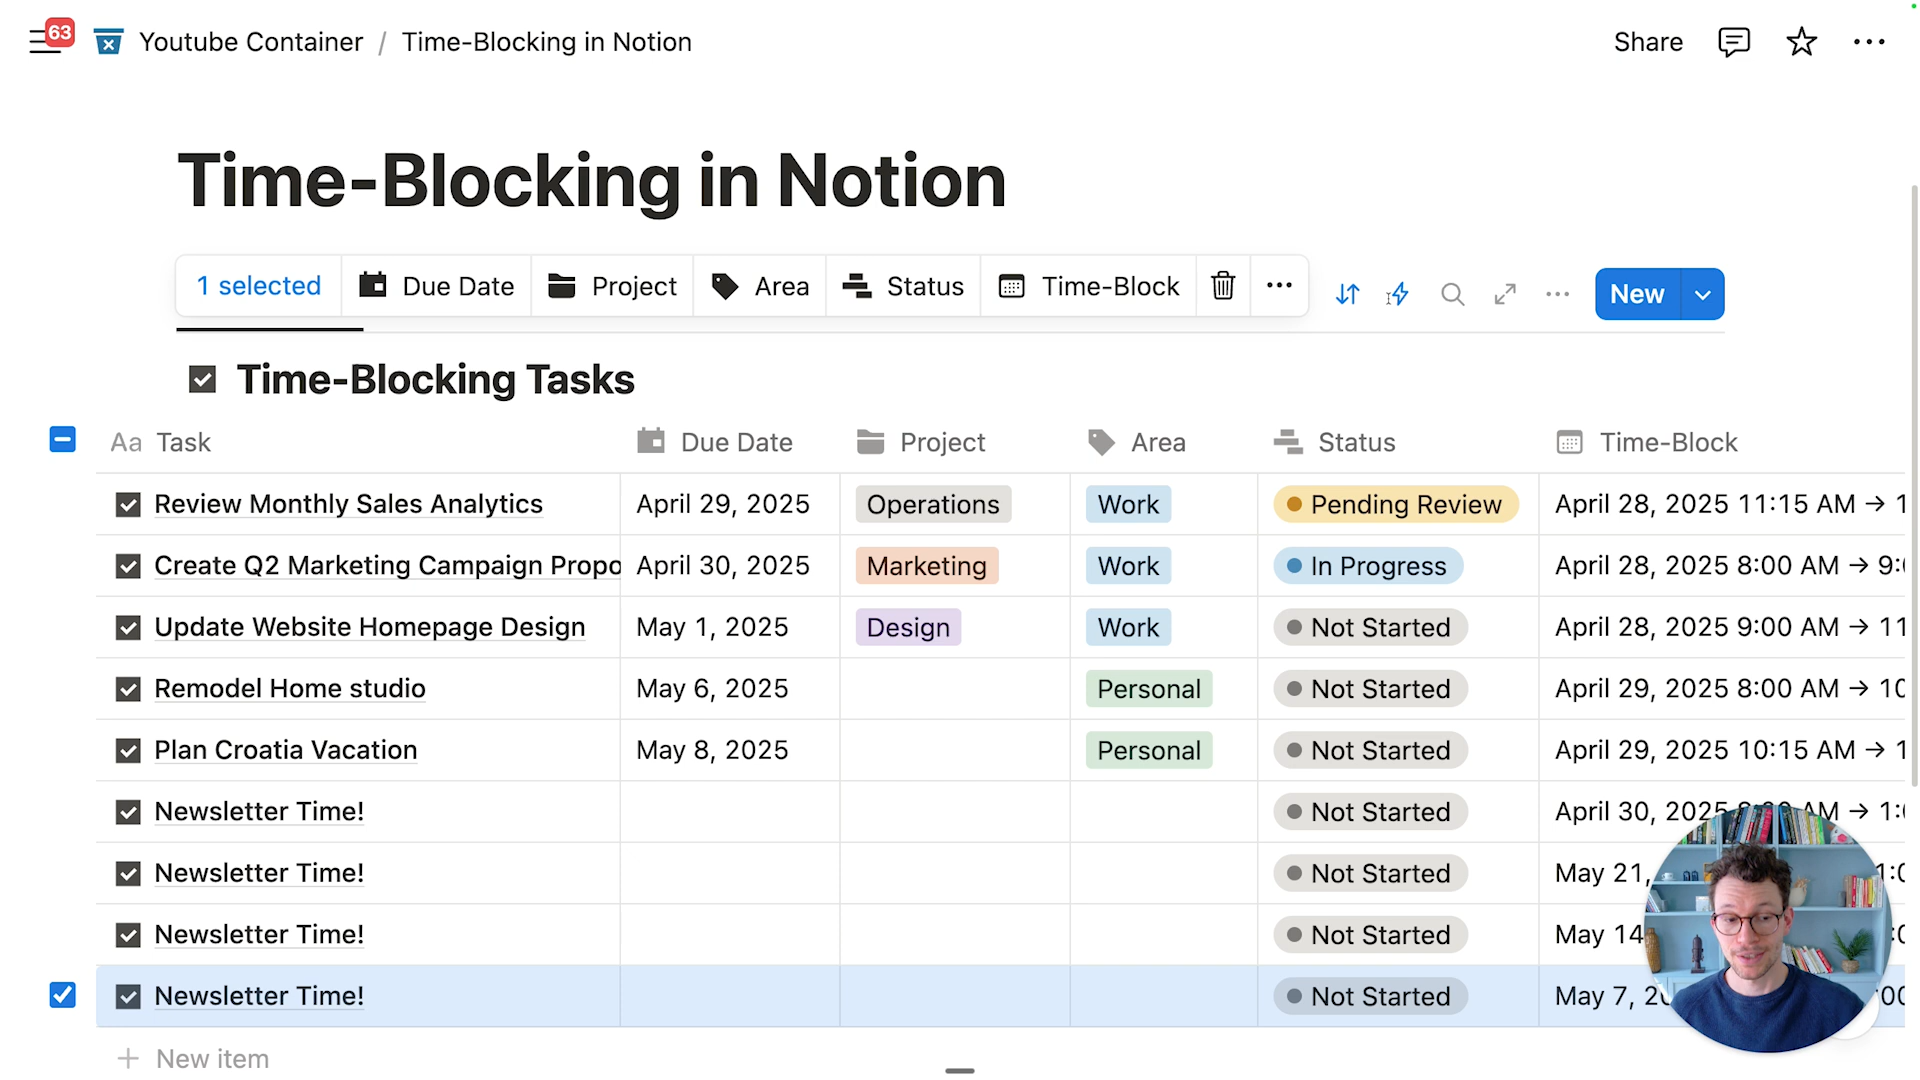 63 Youtube Container / Time-Blocking in Notion Share
Time-Blocking in Notion
1 selected Due Date Project Area Status Time-Block New
Time-Blocking Tasks
Aa Task Due Date Project Area Status Time-Block
Review Monthly Sales Analytics April 29, 2025 Operations Work Pending Review April 28, 2025 11:15 AM → 1
Create Q2 Marketing Campaign Propo April 30, 2025 Marketing Work In Progress April 28, 2025 8:00 AM → 9:0
Update Website Homepage Design May 1, 2025 Design Work Not Started April 28, 2025 9:00 AM → 11
Remodel Home studio May 6, 2025 Personal Not Started April 29, 2025 8:00 AM → 10
Plan Croatia Vacation May 8, 2025 Personal Not Started April 29, 2025 10:15 AM → 1
Newsletter Time! Not Started April 30, 2025 AM → 1:0
Newsletter Time! Not Started May 21,
Newsletter Time! Not Started May 14
Newsletter Time! Not Started May 7,
New item